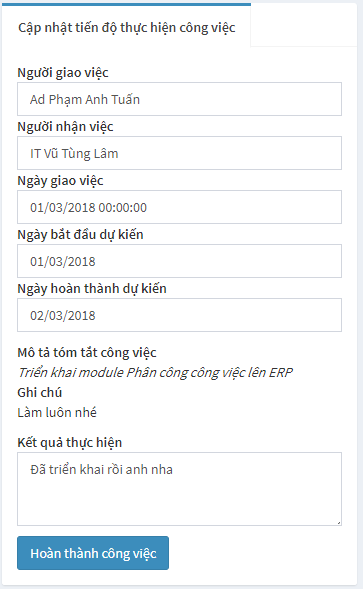 Cập nhật tiến độ thực hiện công việc
Người giao việc
Ad Phạm Anh Tuấn
Người nhận việc
IT Vũ Tùng Lâm
Ngày giao việc
01/03/2018 00:00:00
Ngày bắt đầu dự kiến
01/03/2018
Ngày hoàn thành dự kiến
02/03/2018
Mô tả tóm tắt công việc
Triển khai module Phân công công việc lên ERP
Ghi chú
Làm luôn nhé
Kết quả thực hiện
Đã triển khai rồi anh nha
Hoàn thành công việc